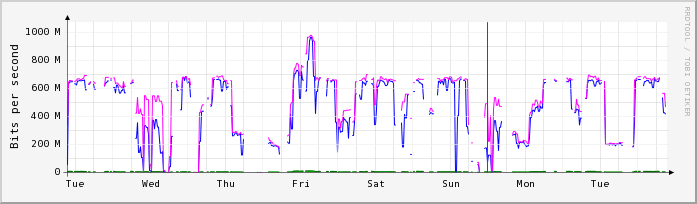 1000 M
800 M
600 M
400 M
200 M
0
Bits per second
Tue Wed Thu Fri Sat Sun Mon Tue
RRDTOOL / TOBI OETIKER